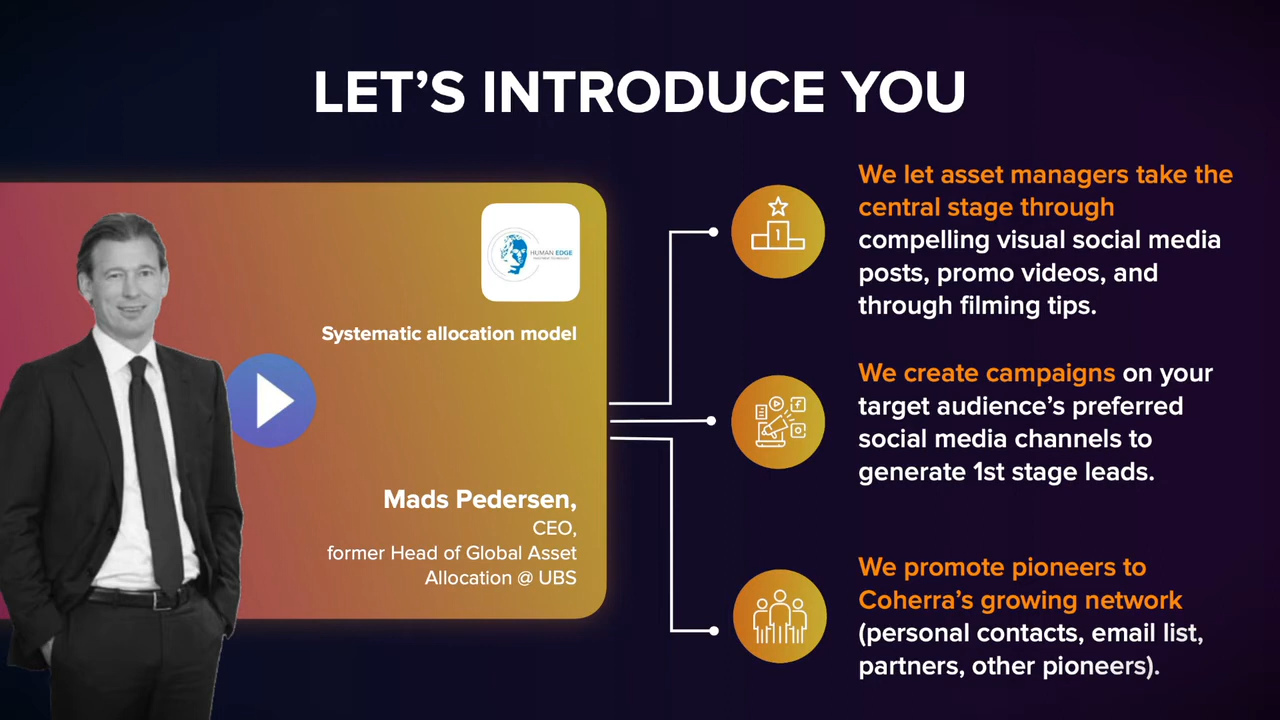 LET’S INTRODUCE YOU
HUMAN EDGE
Systematic allocation model
Mads Pedersen,
CEO,
former Head of Global Asset
Allocation @ UBS
1
We let asset managers take the
central stage through
compelling visual social media
posts, promo videos, and
through filming tips.
We create campaigns on your
target audience’s preferred
social media channels to
generate 1st stage leads.
We promote pioneers to
Coherra’s growing network
(personal contacts, email list,
partners, other pioneers).